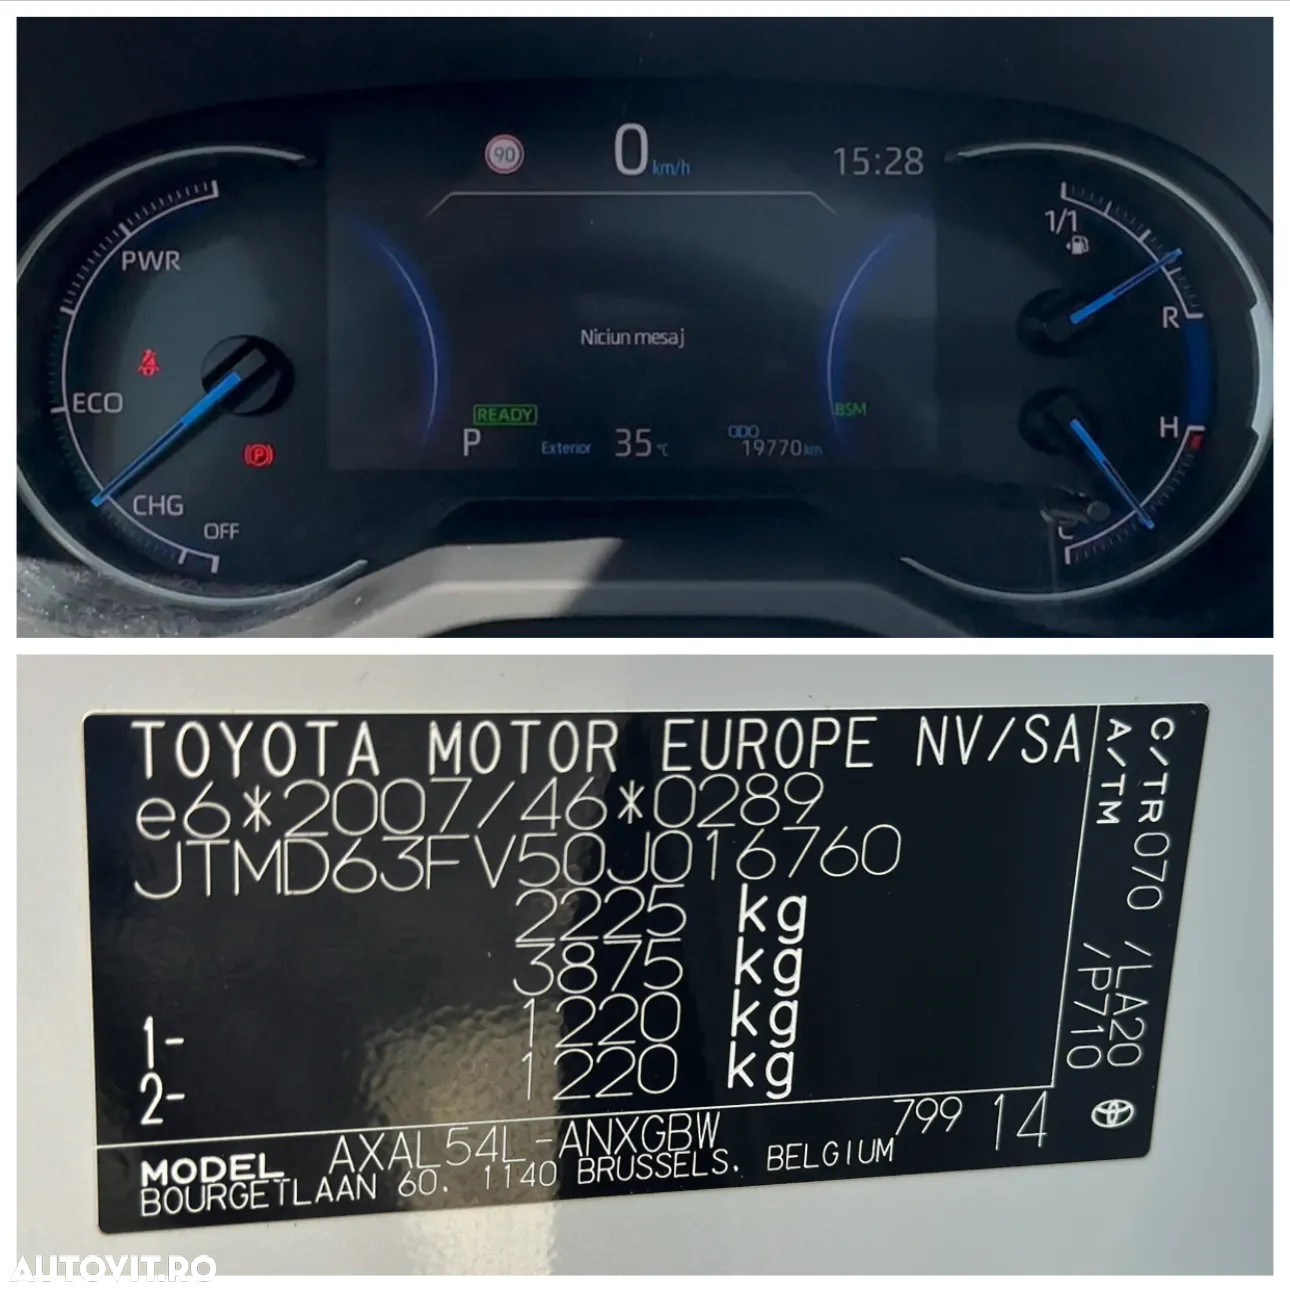 90 0 km/h 15:28
1/1
PWR
R
Niciun mesaj
ECO
READY
BSM
H
P Exterior 35 °C ODO 19770 km
CHG
OFF
C
TOYOTA MOTOR EUROPE NV/SA
e6*2007/46*0289
JTMD63FV50J016760
2225 kg
3875 kg
1- 1220 kg
2- 1220 kg
MODEL AXAL54L-ANXGBW 799 14
BOURGETLAAN 60. 1140 BRUSSELS. BELGIUM
C/TR070 /LA20
A/TM /P710
AUTOVIT.RO